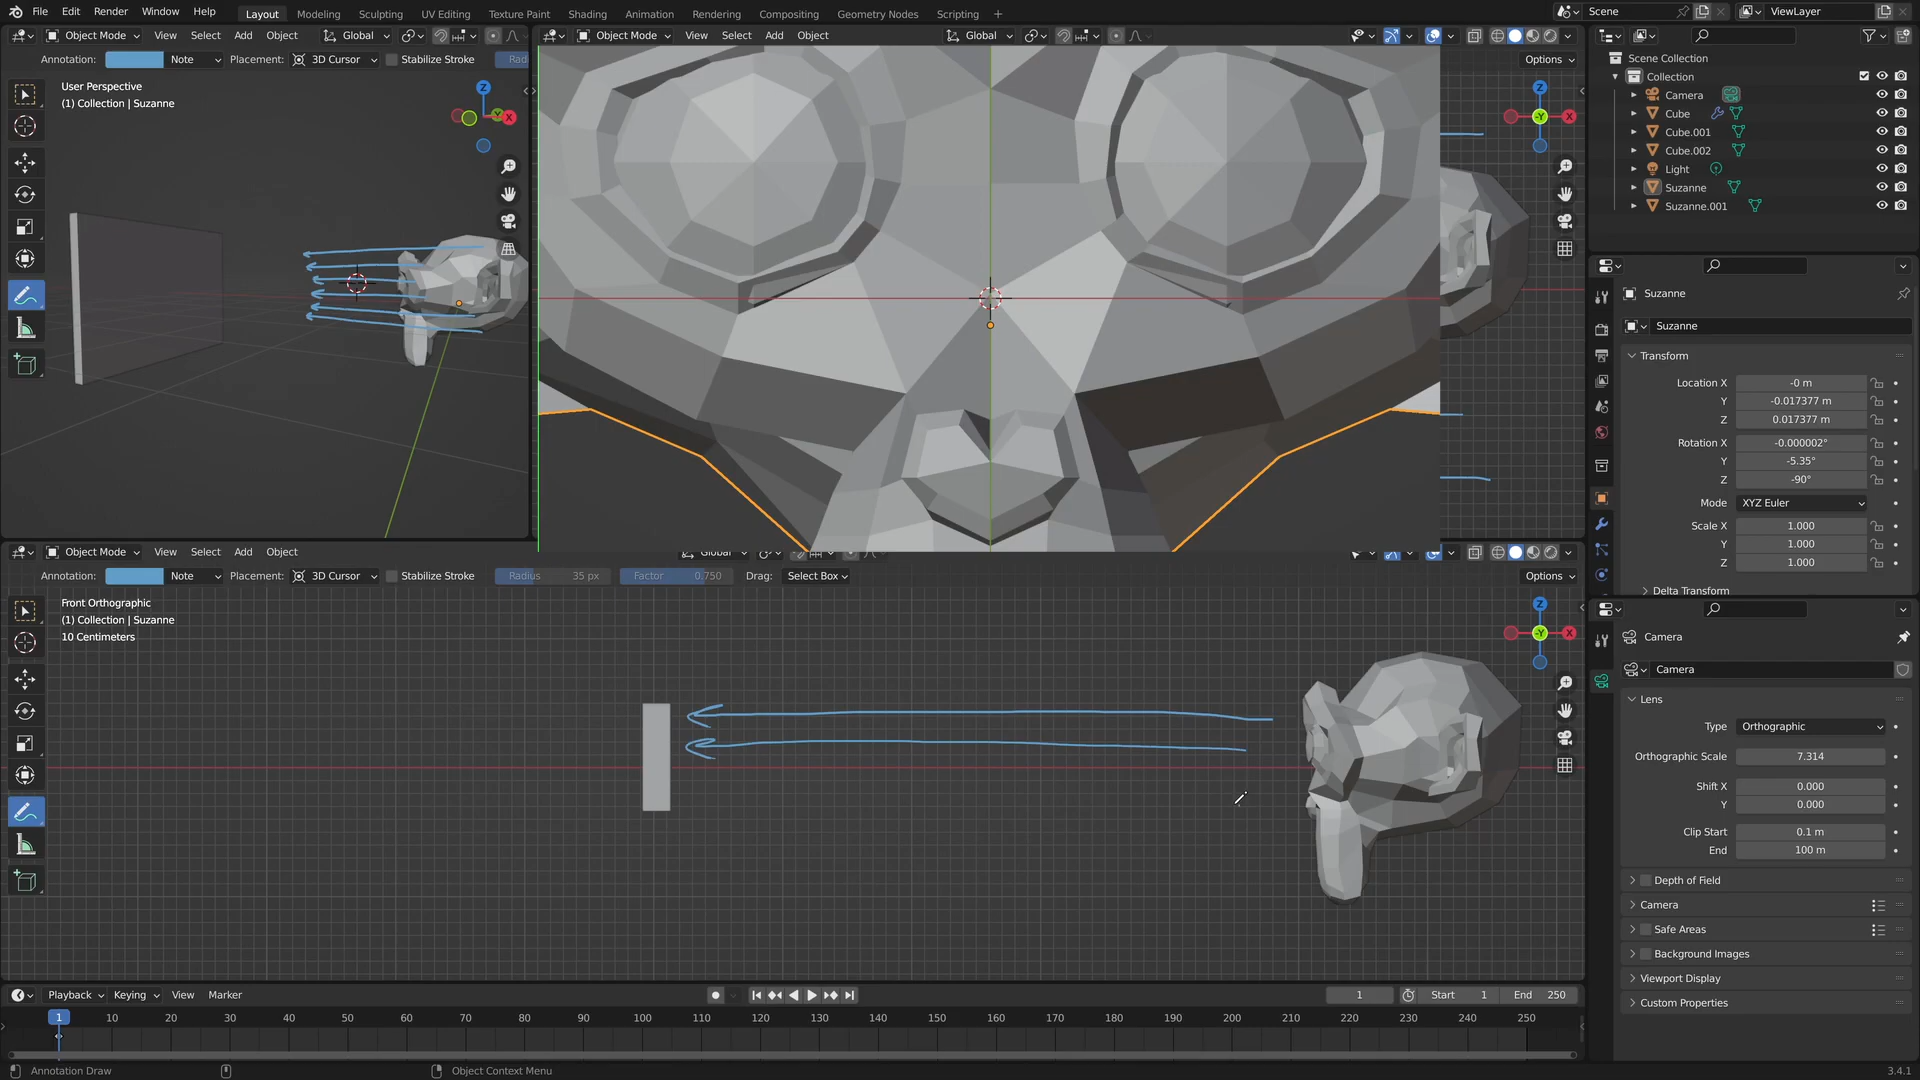 File Edit Render Window Help Layout Modeling Sculpting UV Editing Texture Paint Shading Animation Rendering Compositing Geometry Nodes Scripting + Scene ViewLayer
Object Mode View Select Add Object Global Object Mode View Select Add Object Global
Annotation: Note Placement: 3D Cursor Stabilize Stroke Rad Options
User Perspective
(1) Collection | Suzanne
Z
X
Z
-Y
X
Scene Collection
Collection
Camera
Cube
Cube.001
Cube.002
Light
Suzanne
Suzanne.001
Suzanne
Suzanne
Transform
Location X -0 m
Y -0.017377 m
Z 0.017377 m
Rotation X -0.000002°
Y -5.35°
Z -90°
Mode XYZ Euler
Scale X 1.000
Y 1.000
Z 1.000
Delta Transform
Object Mode View Select Add Object Global
Annotation: Note Placement: 3D Cursor Stabilize Stroke Radius 35 px Factor 0.750 Drag: Select Box Options
Front Orthographic
(1) Collection | Suzanne
10 Centimeters
Z
-Y
X
Camera
Camera
Lens
Type Orthographic
Orthographic Scale 7.314
Shift X 0.000
Y 0.000
Clip Start 0.1 m
End 100 m
Depth of Field
Camera
Safe Areas
Background Images
Viewport Display
Custom Properties
Playback Keying View Marker 1 Start 1 End 250
1 10 20 30 40 50 60 70 80 90 100 110 120 130 140 150 160 170 180 190 200 210 220 230 240 250
Annotation Draw Object Context Menu 3.4.1